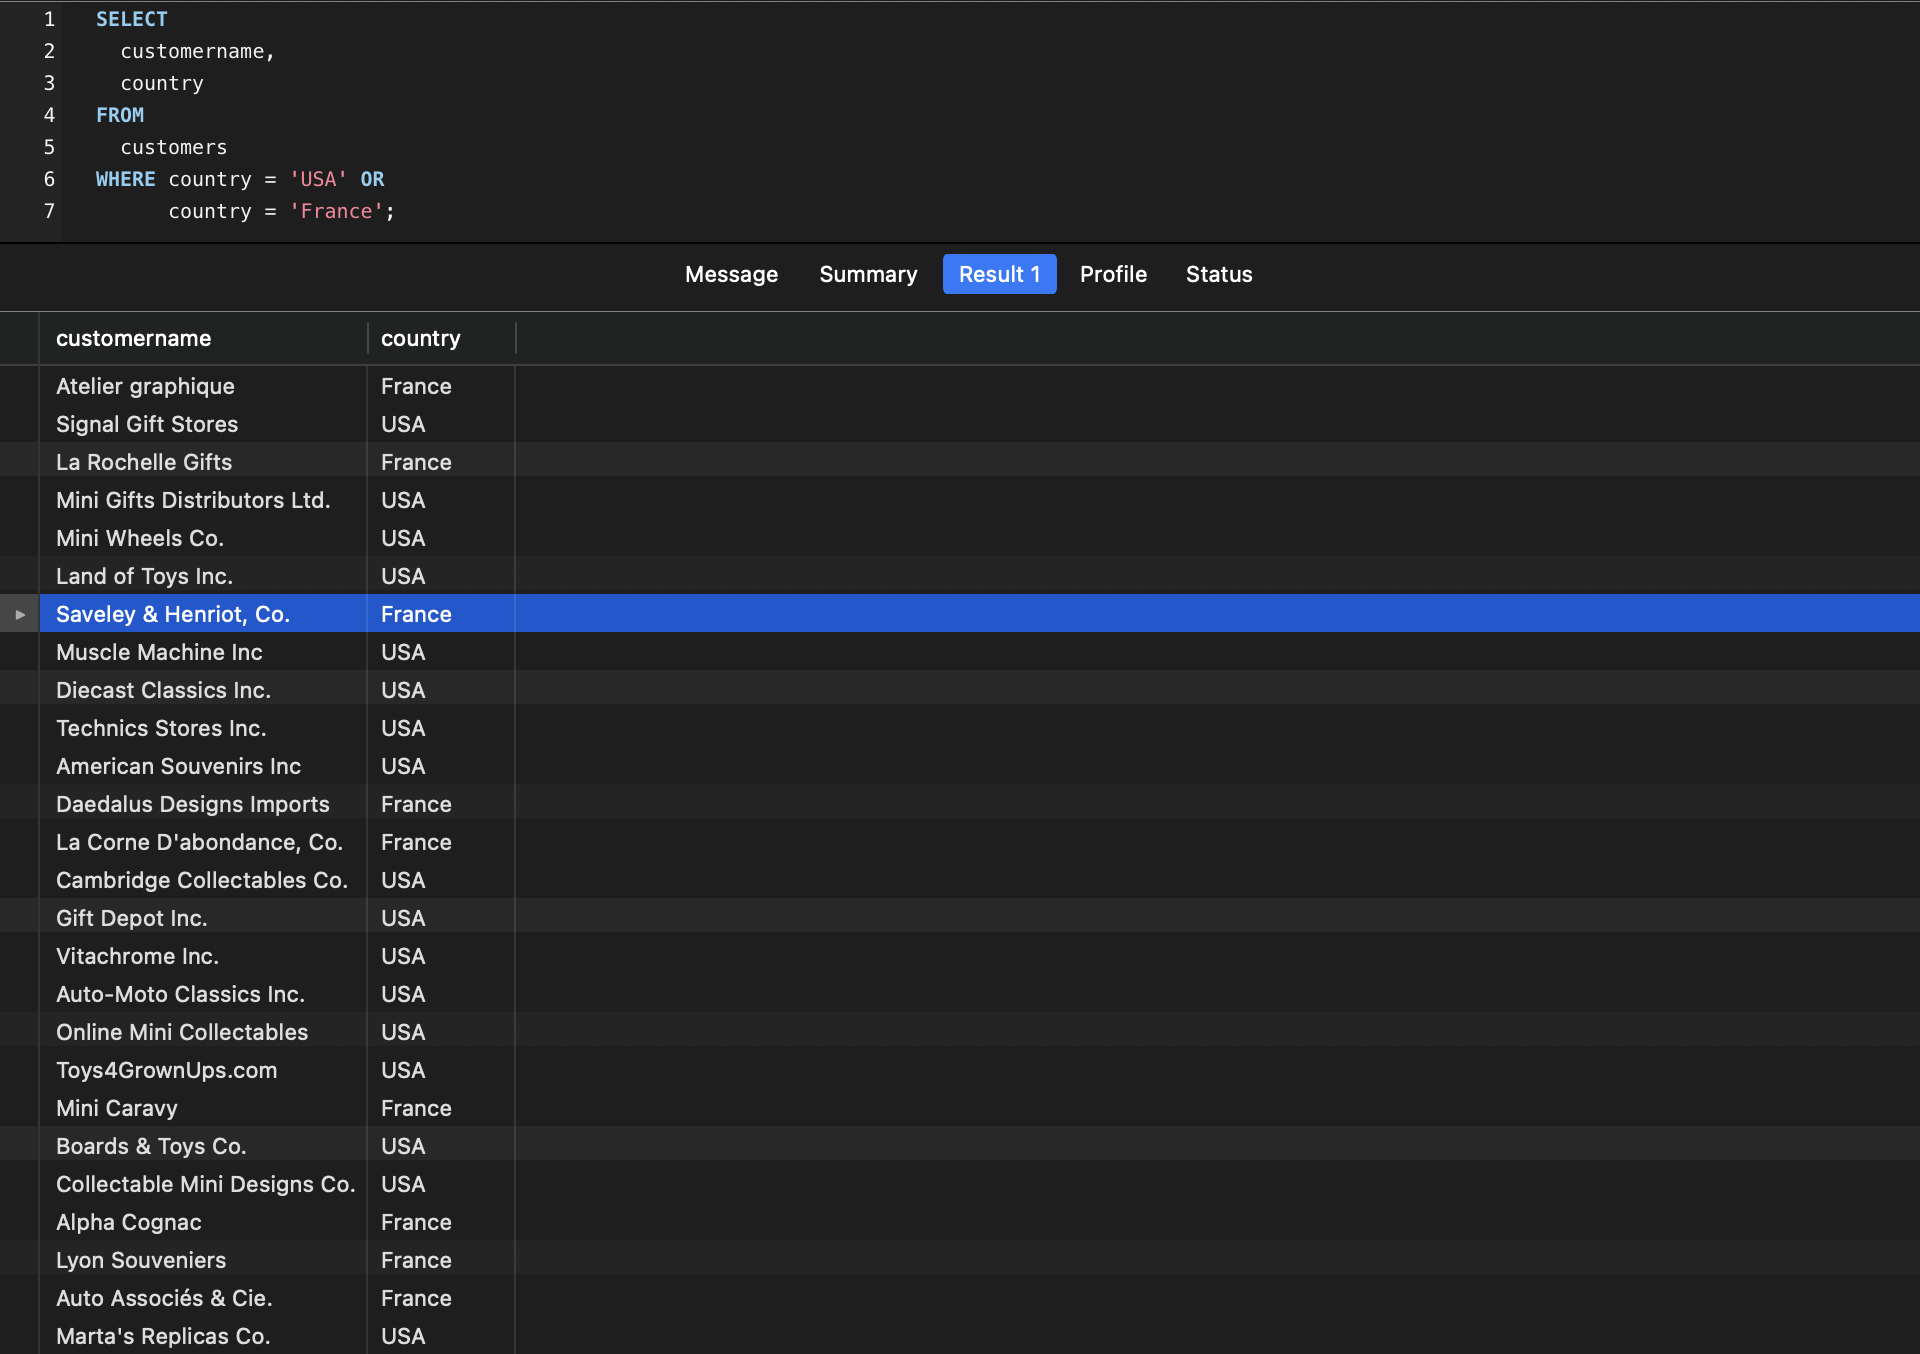 1 SELECT
2 customername,
3 country
4 FROM
5 customers
6 WHERE country = 'USA' OR
7 country = 'France';
Message Summary Result 1 Profile Status
customername country
Atelier graphique France
Signal Gift Stores USA
La Rochelle Gifts France
Mini Gifts Distributors Ltd. USA
Mini Wheels Co. USA
Land of Toys Inc. USA
Saveley & Henriot, Co. France
Muscle Machine Inc USA
Diecast Classics Inc. USA
Technics Stores Inc. USA
American Souvenirs Inc USA
Daedalus Designs Imports France
La Corne D'abondance, Co. France
Cambridge Collectables Co. USA
Gift Depot Inc. USA
Vitachrome Inc. USA
Auto-Moto Classics Inc. USA
Online Mini Collectables USA
Toys4GrownUps.com USA
Mini Caravy France
Boards & Toys Co. USA
Collectable Mini Designs Co. USA
Alpha Cognac France
Lyon Souveniers France
Auto Associés & Cie. France
Marta's Replicas Co. USA